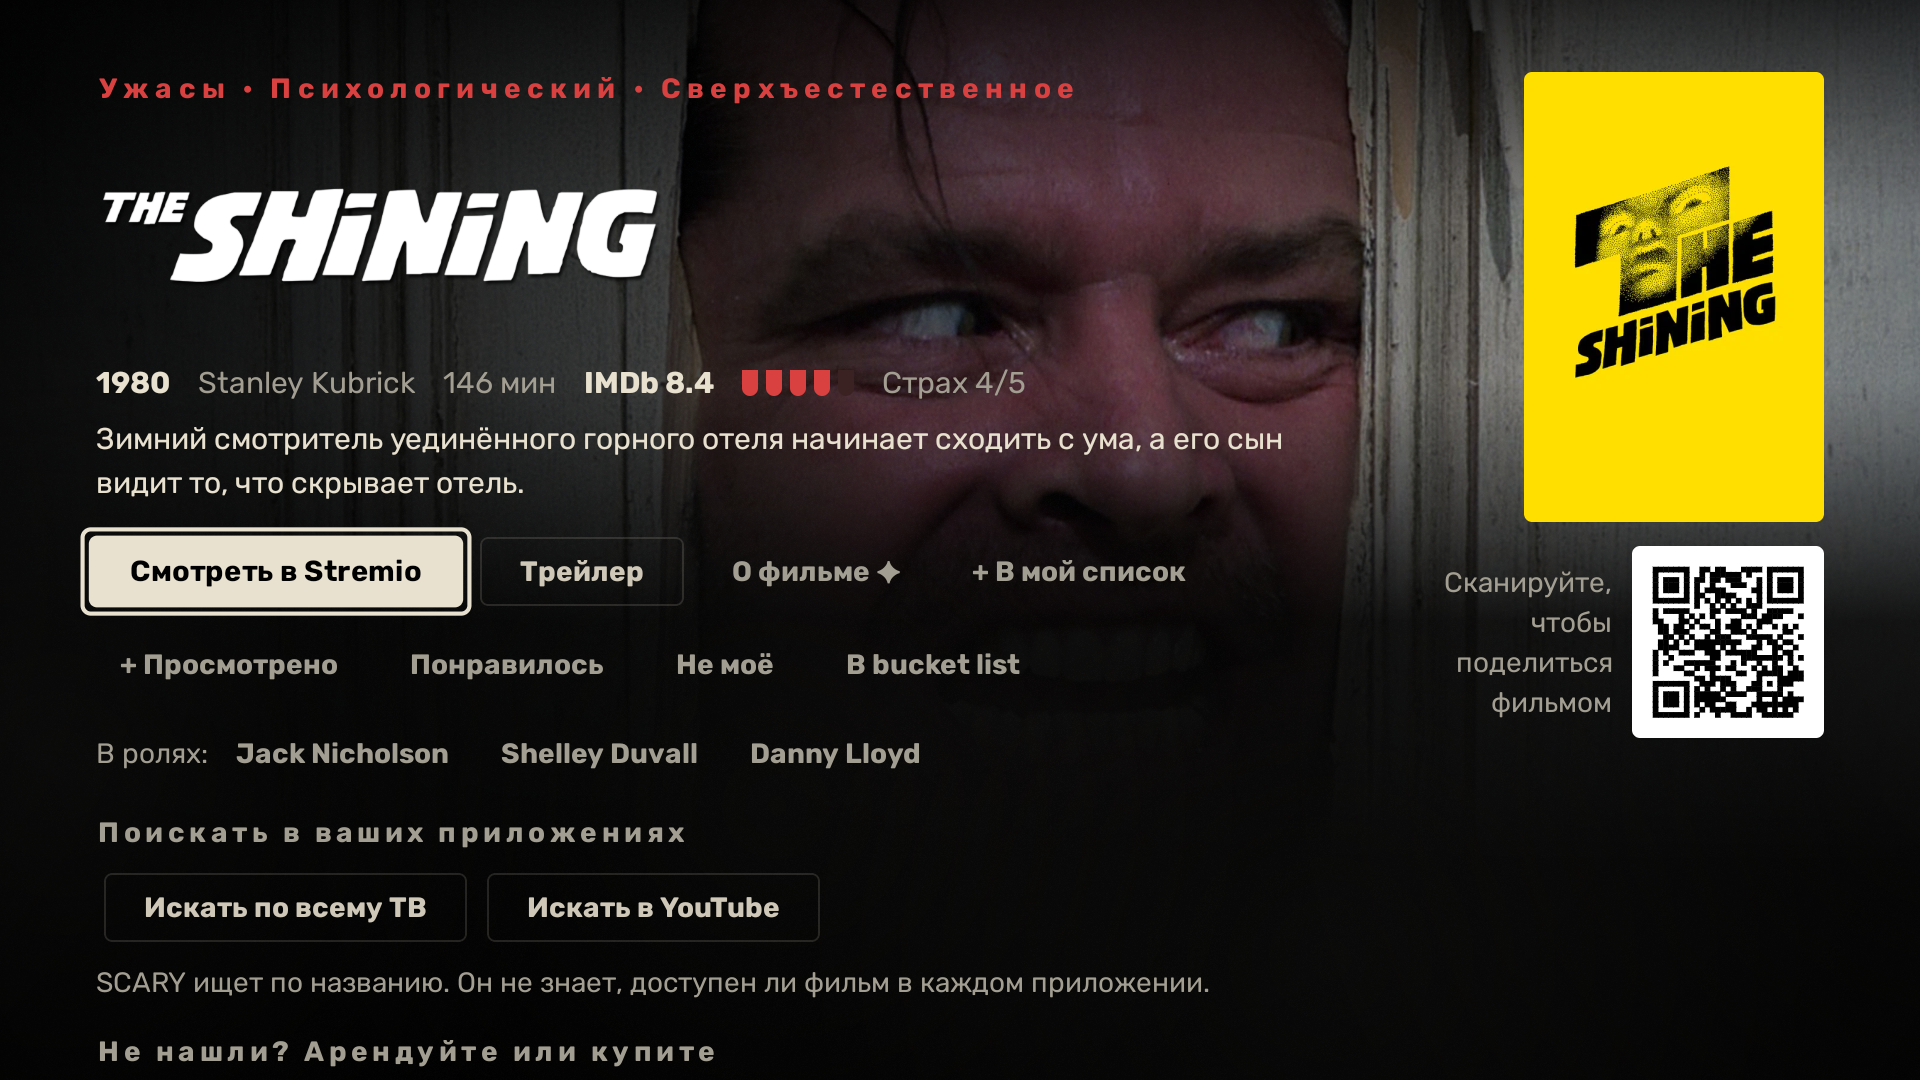 Ужасы • Психологический • Сверхъестественное
THE SHiNiNG
1980 Stanley Kubrick 146 мин IMDb 8.4 Страх 4/5
Зимний смотритель уединённого горного отеля начинает сходить с ума, а его сын
видит то, что скрывает отель.
Смотреть в Stremio Трейлер О фильме ✦ + В мой список
+ Просмотрено Понравилось Не моё В bucket list
В ролях: Jack Nicholson Shelley Duvall Danny Lloyd
Поискать в ваших приложениях
Искать по всему ТВ Искать в YouTube
SCARY ищет по названию. Он не знает, доступен ли фильм в каждом приложении.
Не нашли? Арендуйте или купите
THE
SHiNiNG
Сканируйте,
чтобы
поделиться
фильмом